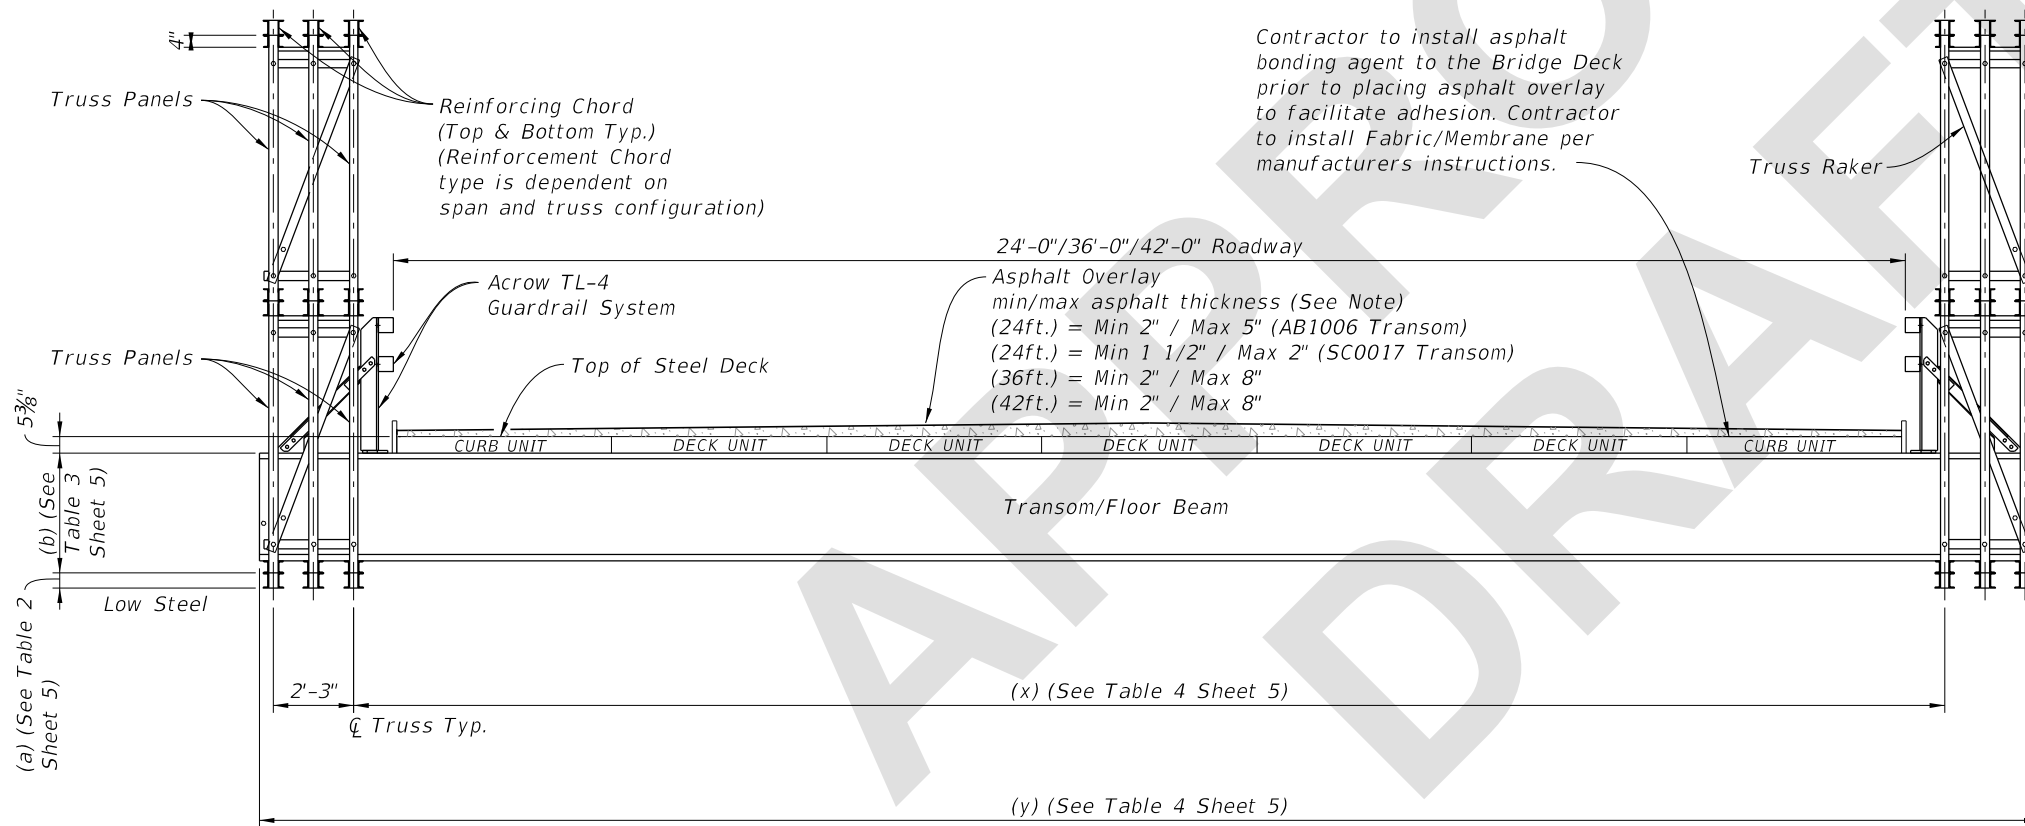 4"
Truss Panels
Reinforcing Chord
(Top & Bottom Typ.)
(Reinforcement Chord
type is dependent on
span and truss configuration)
Contractor to install asphalt
bonding agent to the Bridge Deck
prior to placing asphalt overlay
to facilitate adhesion. Contractor
to install Fabric/Membrane per
manufacturers instructions.
Truss Raker
24'-0"/36'-0"/42'-0" Roadway
Acrow TL-4
Guardrail System
Asphalt Overlay
min/max asphalt thickness (See Note)
(24ft.) = Min 2" / Max 5" (AB1006 Transom)
(24ft.) = Min 1 1/2" / Max 2" (SC0017 Transom)
(36ft.) = Min 2" / Max 8"
(42ft.) = Min 2" / Max 8"
Truss Panels
Top of Steel Deck
5⅜"
CURB UNIT
DECK UNIT
DECK UNIT
DECK UNIT
DECK UNIT
DECK UNIT
CURB UNIT
(b) (See
Table 3
Sheet 5)
Transom/Floor Beam
Low Steel
(a) (See Table 2
Sheet 5)
2'-3"
(x) (See Table 4 Sheet 5)
℄ Truss Typ.
(y) (See Table 4 Sheet 5)